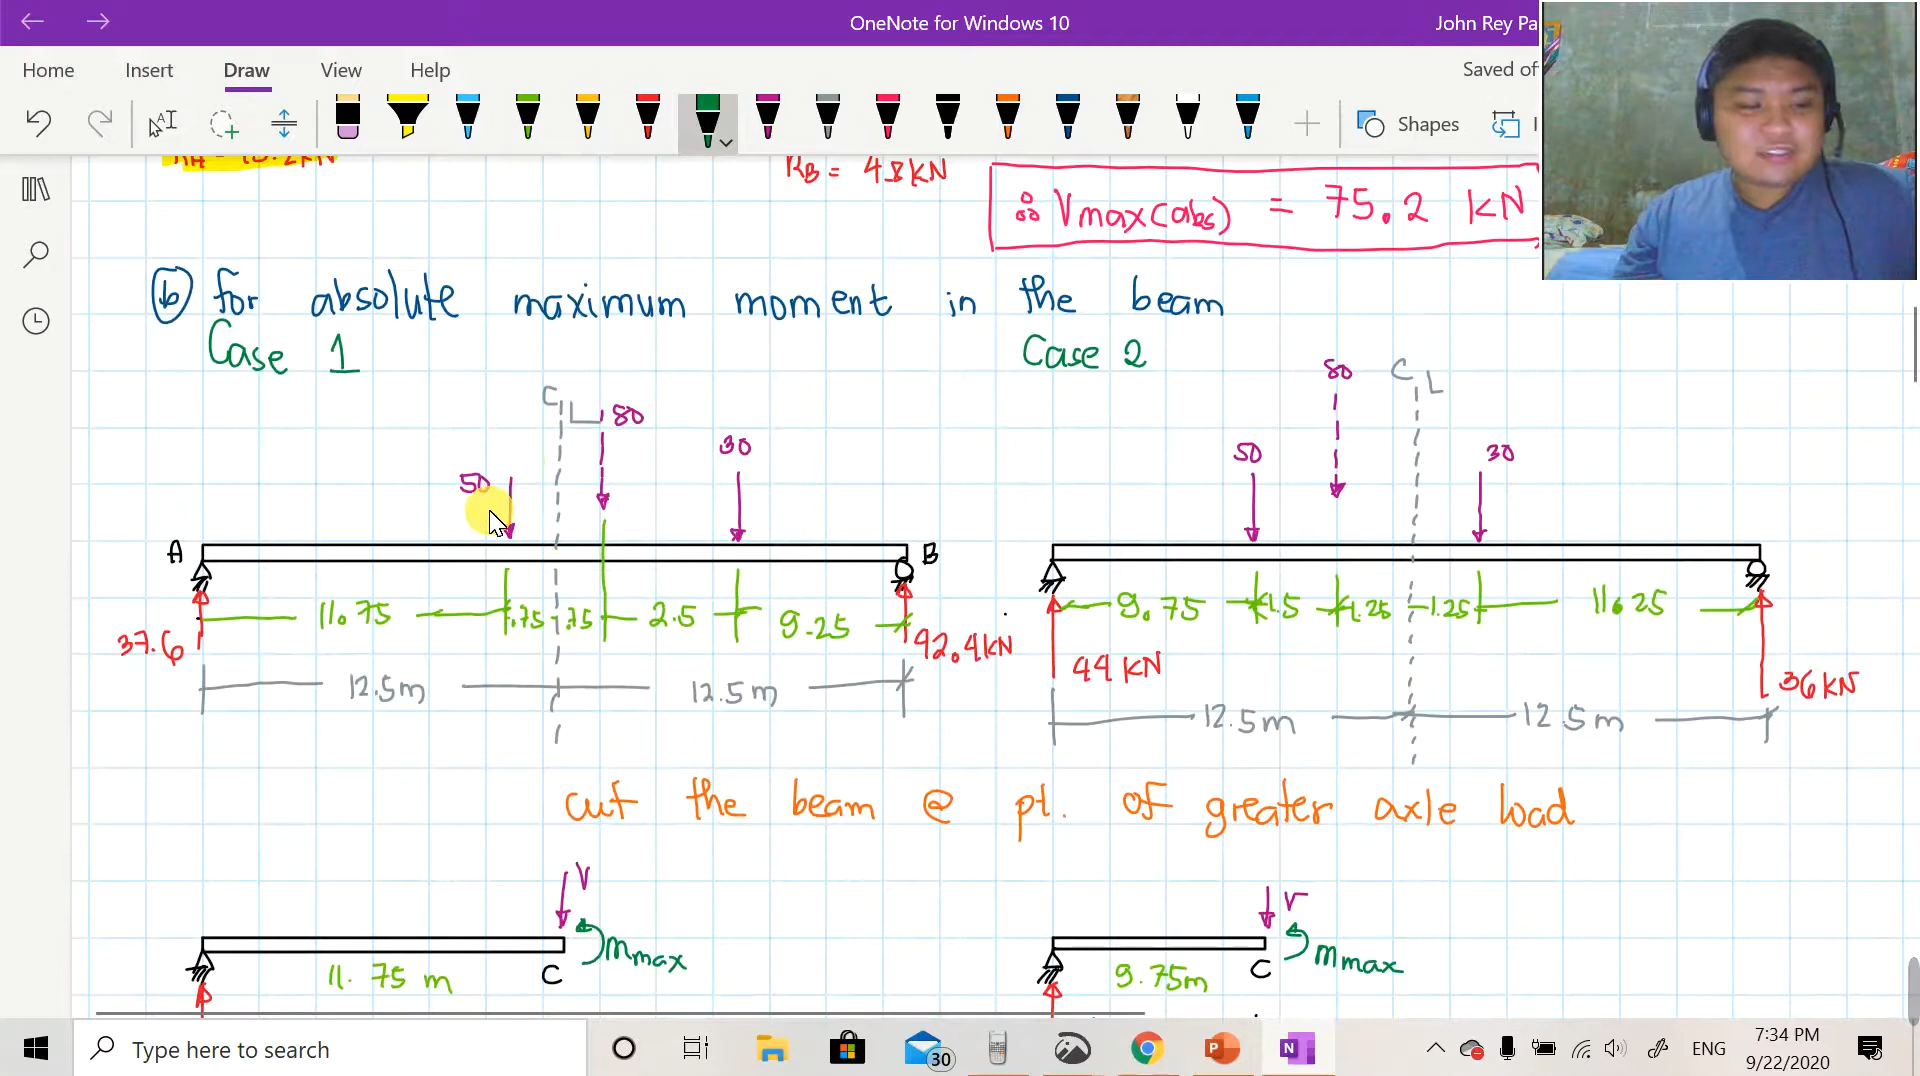 OneNote for Windows 10
John Rey Pa
Home Insert Draw View Help
Saved of
Shapes
RB = 48 kN
∴ Vmax(abs) = 75.2 kN
b for absolute maximum moment in the beam
Case 1
Case 2
CL 80 30 50
80 CL 50 30
A B
11.75 .75 .75 2.5 9.25
9.75 1.5 1.25 1.25 11.25
37.6 92.4kN
44 kN 36 kN
12.5m 12.5m
12.5m 12.5m
cut the beam @ pt. of greater axle load
V Mmax
11.75 m C
V Mmax
9.75m C
Type here to search
30
ENG
7:34 PM
9/22/2020